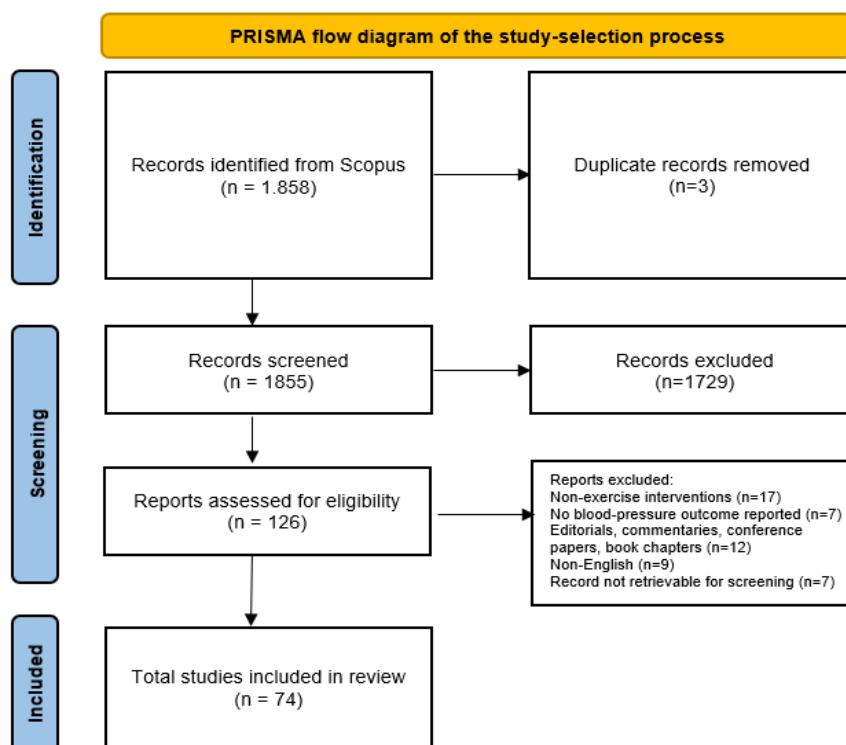 PRISMA flow diagram of the study-selection process
Identification
Records identified from Scopus
(n = 1.858)
Duplicate records removed
(n=3)
Screening
Records screened
(n = 1855)
Records excluded
(n=1729)
Reports assessed for eligibility
(n = 126)
Reports excluded:
Non-exercise interventions (n=17)
No blood-pressure outcome reported (n=7)
Editorials, commentaries, conference
papers, book chapters (n=12)
Non-English (n=9)
Record not retrievable for screening (n=7)
Included
Total studies included in review
(n = 74)